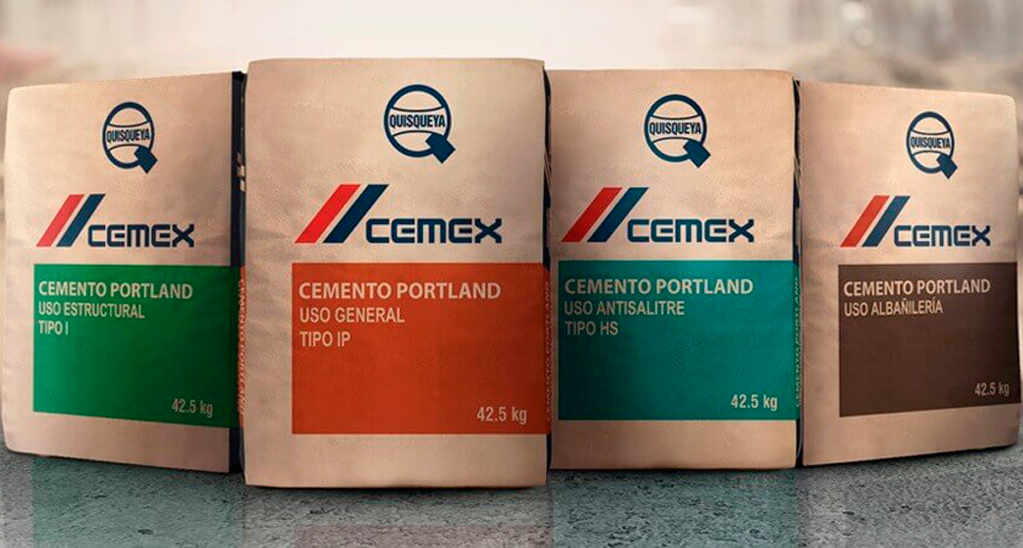 QUISQUEYA
CEMEX
CEMENTO PORTLAND
USO ESTRUCTURAL
TIPO I
42.5 kg
QUISQUEYA
CEMEX
CEMENTO PORTLAND
USO GENERAL
TIPO IP
42.5 kg
QUISQUEYA
CEMEX
CEMENTO PORTLAND
USO ANTISALITRE
TIPO HS
42.5 kg
QUISQUEYA
CEMEX
CEMENTO PORTLAND
USO ALBAÑILERÍA
42.5 kg